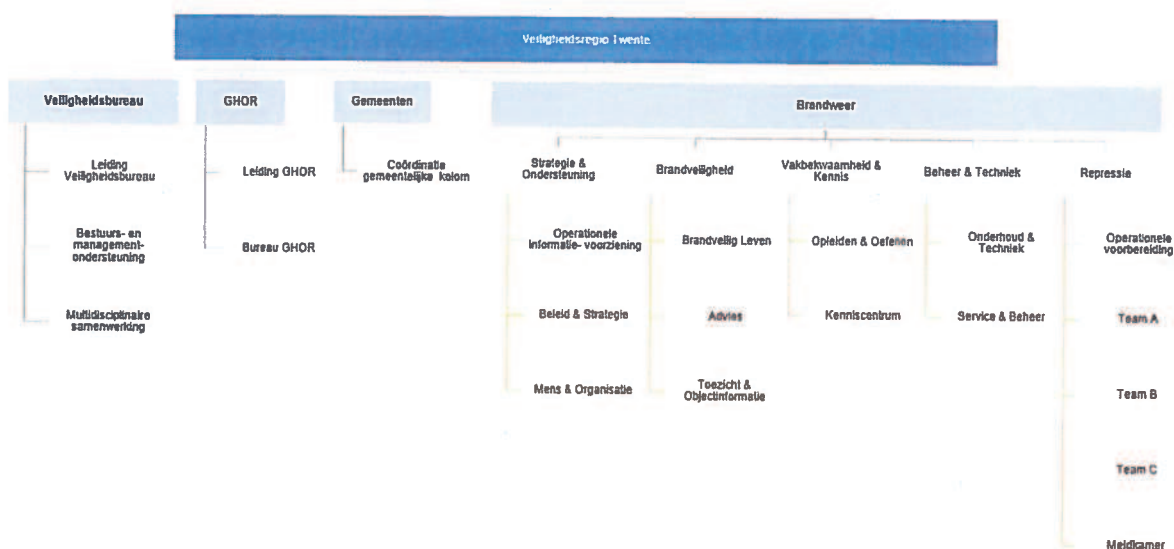 Veiligheidsregio Twente
Veiligheidsbureau
Leiding
Veiligheidsbureau
Bestuurs- en
management-
ondersteuning
Multidisciplinaire
samenwerking
GHOR
Leiding GHOR
Bureau GHOR
Gemeenten
Coördinatie
gemeentelijke kolom
Brandweer
Strategie &
Ondersteuning
Operationele
Informatie- voorziening
Beleid & Strategie
Mens & Organisatie
Brandveiligheid
Brandveilig Leven
Advies
Toezicht &
Objectinformatie
Vakbekwaamheid &
Kennis
Opleiden & Oefenen
Kenniscentrum
Beheer & Techniek
Onderhoud &
Techniek
Service & Beheer
Repressie
Operationele
voorbereiding
Team A
Team B
Team C
Meldkamer